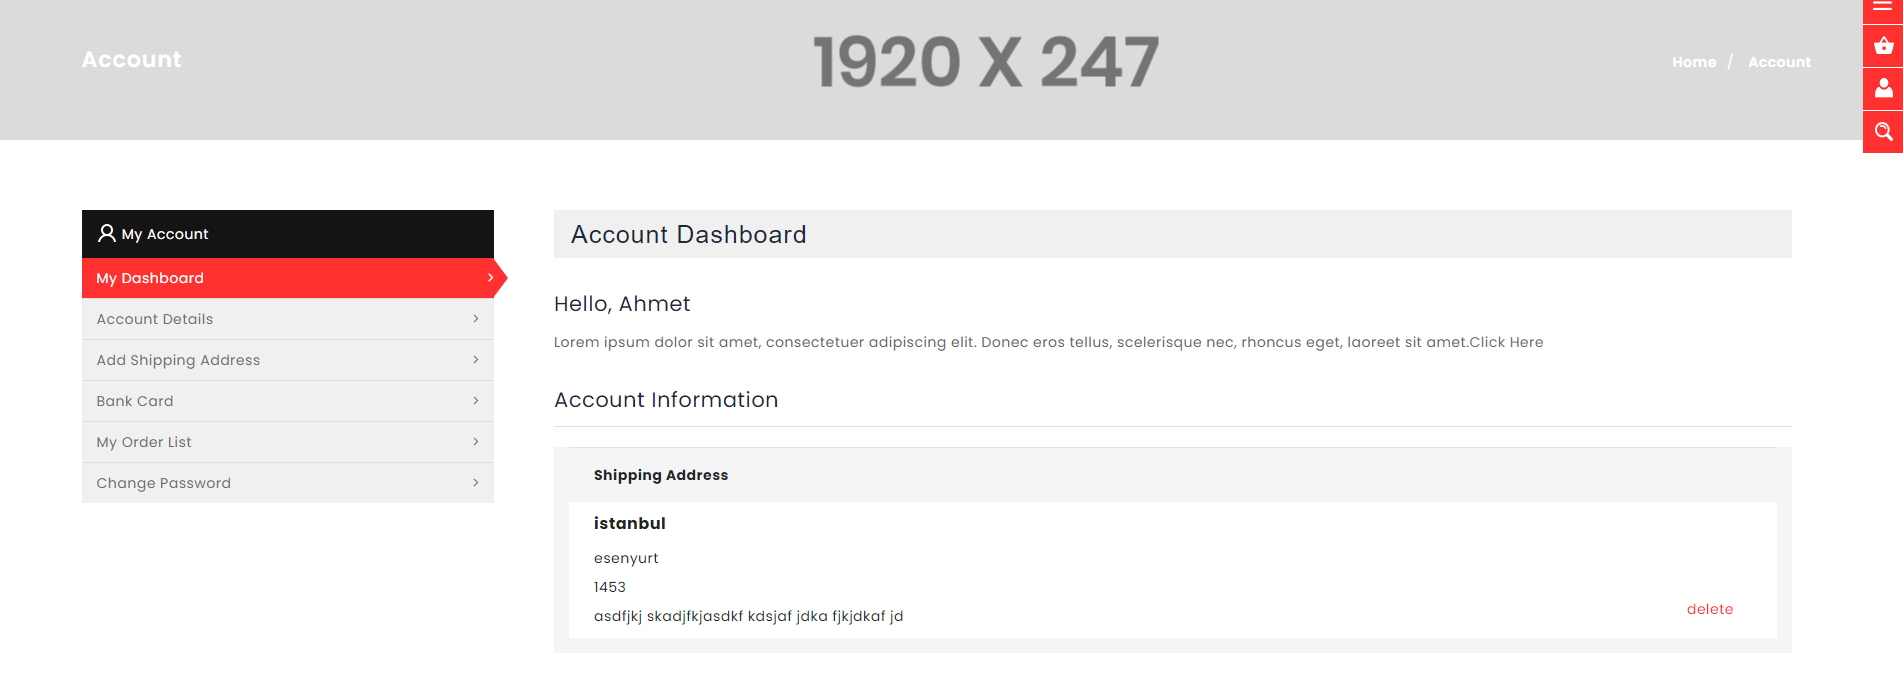 Account
1920 X 247
Home / Account
My Account
My Dashboard
Account Details
Add Shipping Address
Bank Card
My Order List
Change Password
Account Dashboard
Hello, Ahmet
Lorem ipsum dolor sit amet, consectetuer adipiscing elit. Donec eros tellus, scelerisque nec, rhoncus eget, laoreet sit amet.Click Here
Account Information
Shipping Address
istanbul
esenyurt
1453
asdfjkj skadjfkjasdkf kdsjaf jdka fjkjdkaf jd
delete